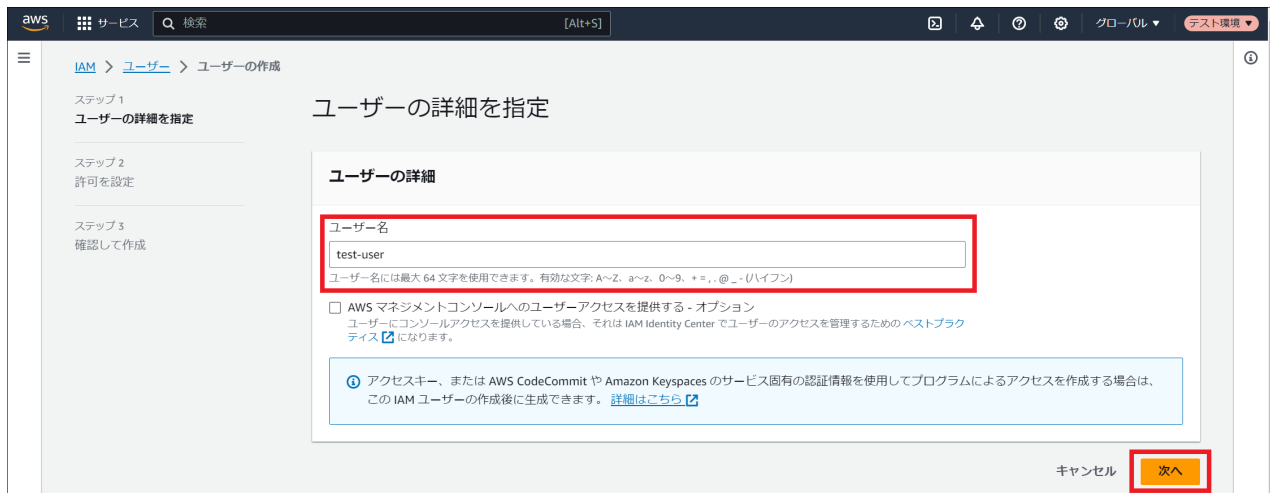 aws サービス 検索 [Alt+S] グローバル ▼ テスト環境 ▼
IAM > ユーザー > ユーザーの作成
ステップ 1
ユーザーの詳細を指定
ステップ 2
許可を設定
ステップ 3
確認して作成
ユーザーの詳細を指定
ユーザーの詳細
ユーザー名
test-user
ユーザー名には最大 64 文字を使用できます。有効な文字: A～Z、a～z、0～9、+ = , . @ _ - (ハイフン)
AWS マネジメントコンソールへのユーザーアクセスを提供する - オプション
ユーザーにコンソールアクセスを提供している場合、それは IAM Identity Center でユーザーのアクセスを管理するための ベストプラク
ティス になります。
アクセスキー、または AWS CodeCommit や Amazon Keyspaces のサービス固有の認証情報を使用してプログラムによるアクセスを作成する場合は、
この IAM ユーザーの作成後に生成できます。 詳細はこちら
キャンセル 次へ